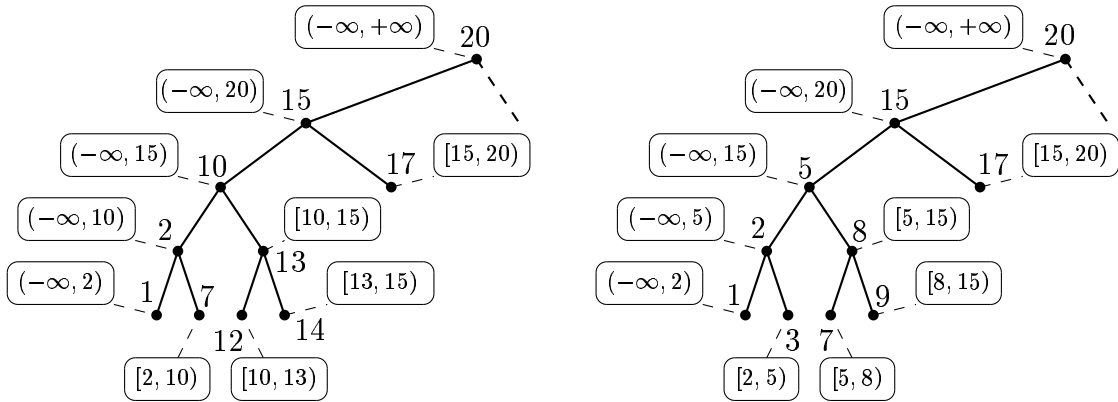 (−∞, +∞) 20 (−∞, +∞) 20
(−∞, 20) 15 (−∞, 20) 15
(−∞, 15) 10 17 [15, 20) (−∞, 15) 5 17 [15, 20)
(−∞, 10) 2 [10, 15) 13 (−∞, 5) 2 8 [5, 15)
(−∞, 2) 1 7 12 14 [13, 15) (−∞, 2) 1 3 7 9 [8, 15)
[2, 10) [10, 13) [2, 5) [5, 8)